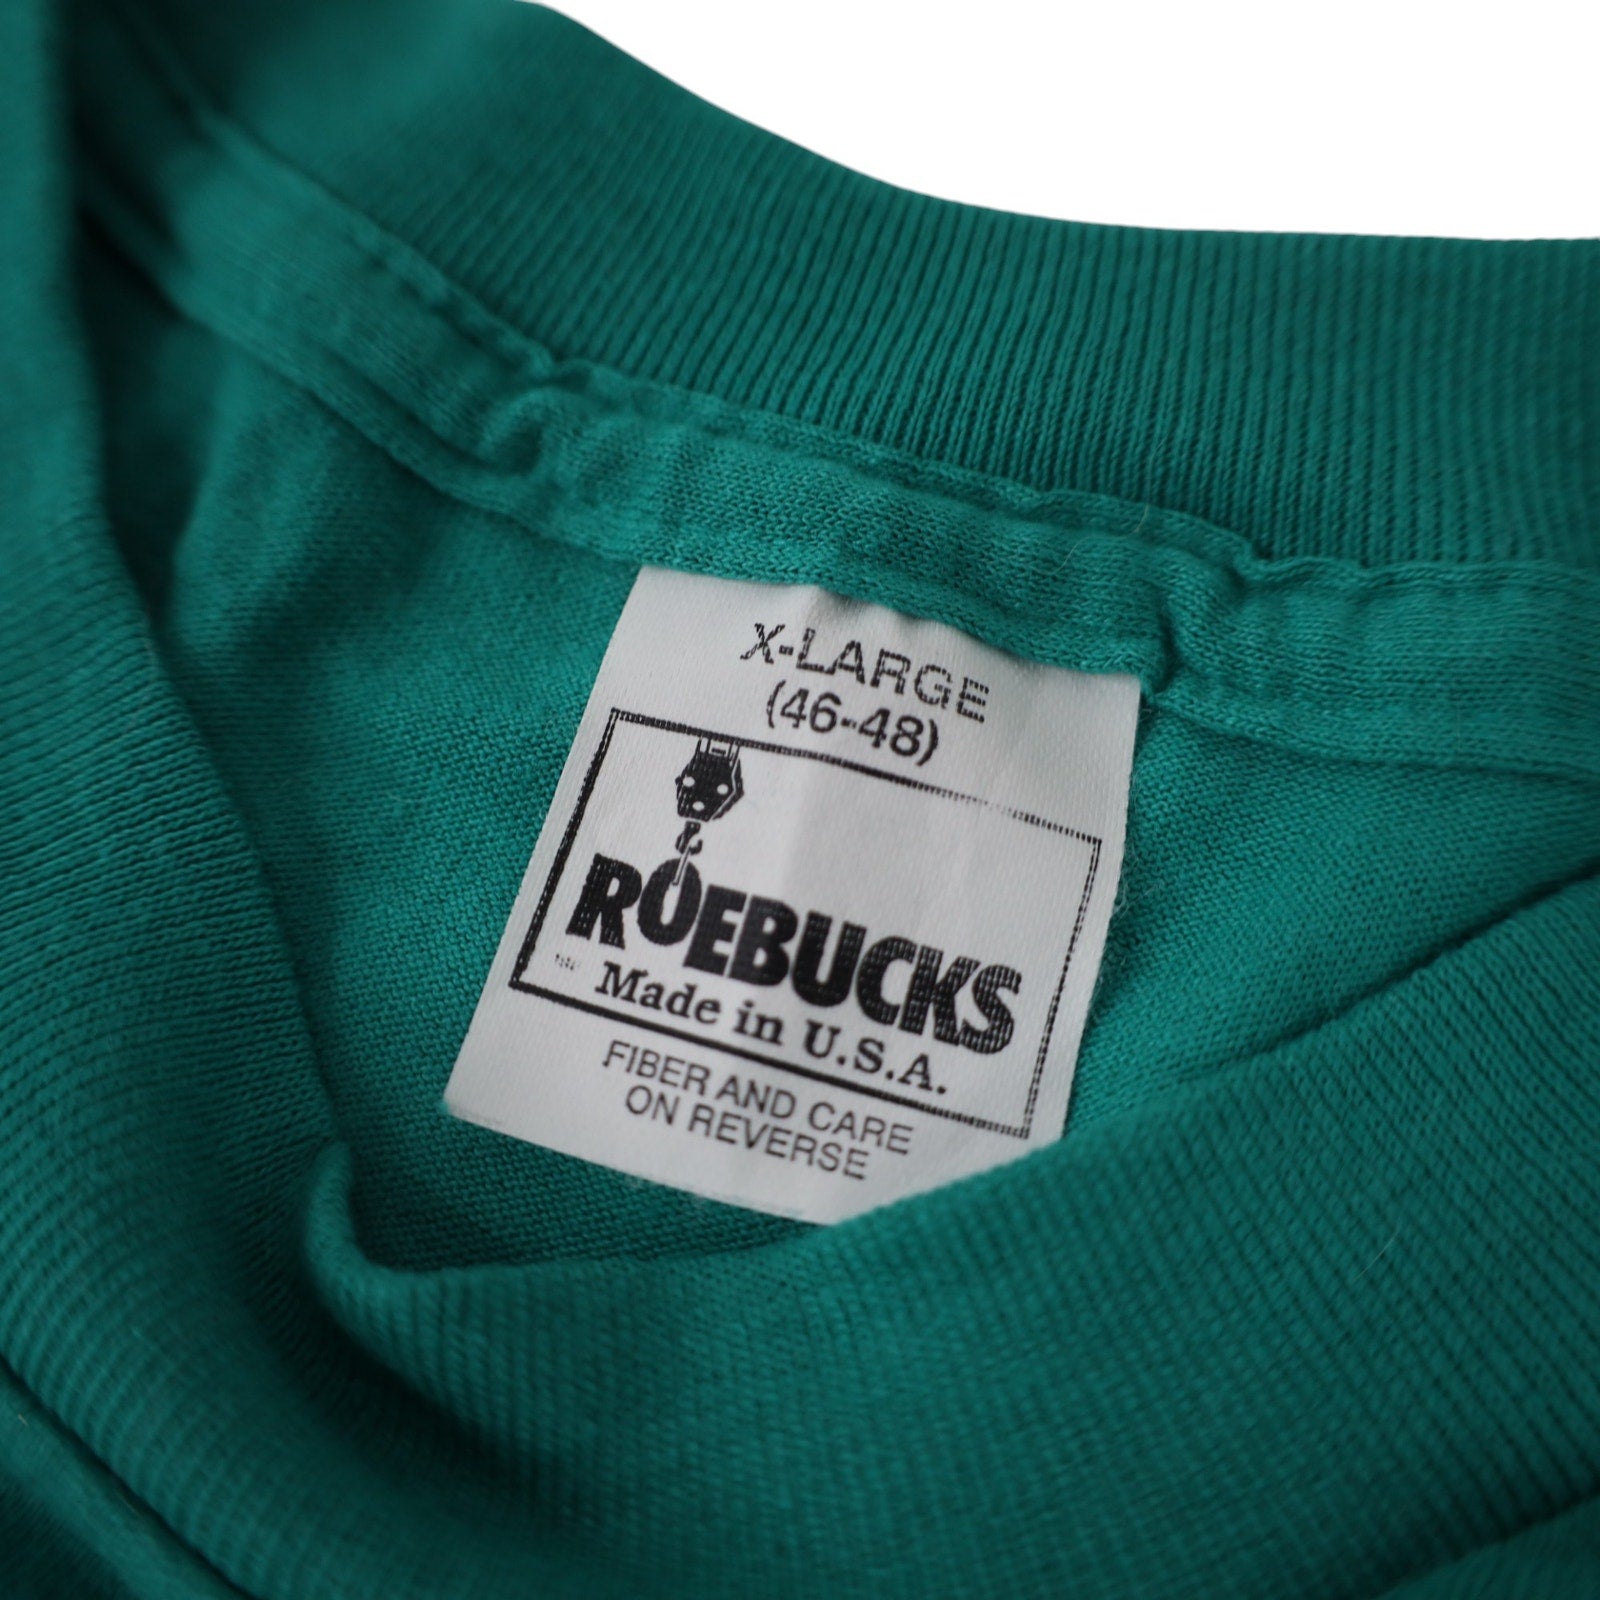 X-LARGE
(46-48)
ROEBUCKS
Made in U.S.A.
FIBER AND CARE
ON REVERSE